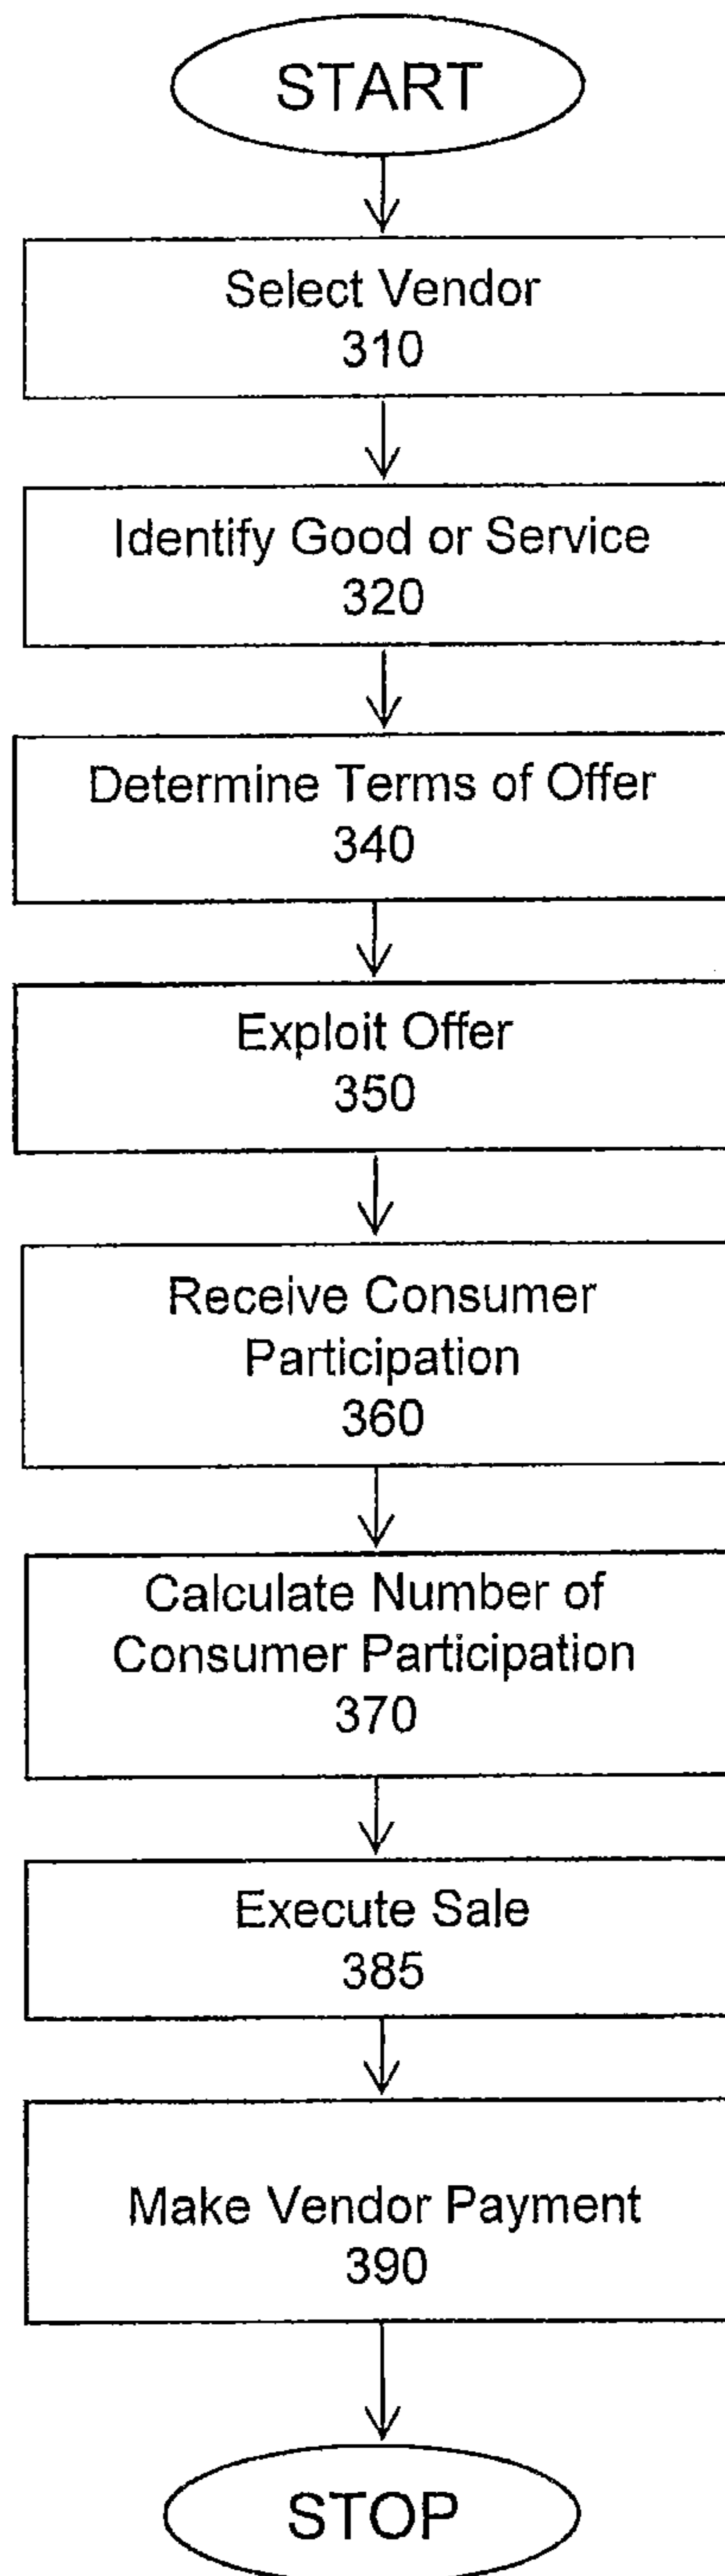 START
Select Vendor
310
Identify Good or Service
320
Determine Terms of Offer
340
Exploit Offer
350
Receive Consumer
Participation
360
Calculate Number of
Consumer Participation
370
Execute Sale
385
Make Vendor Payment
390
STOP